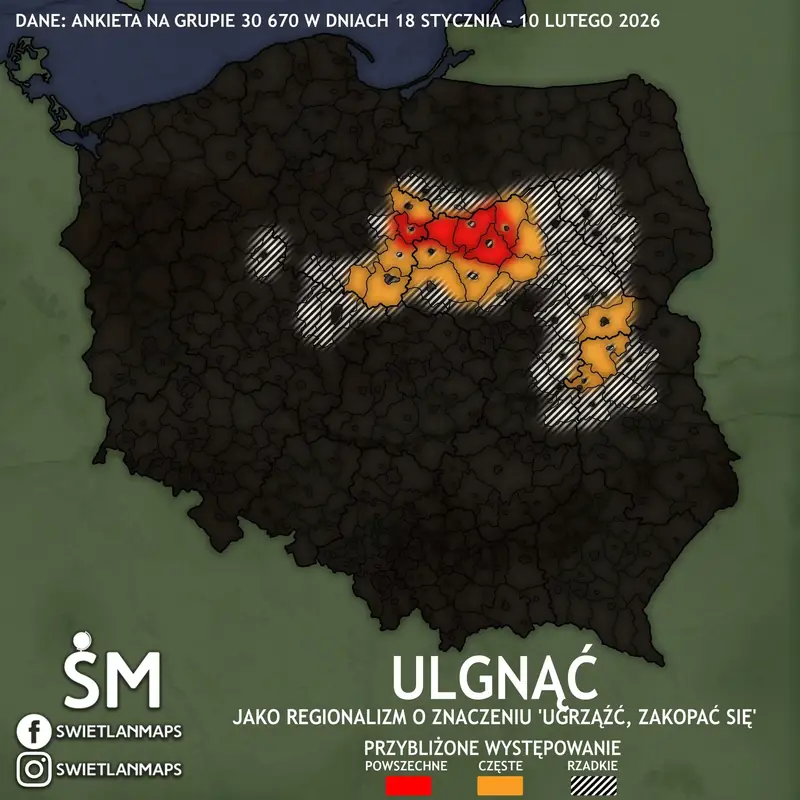 DANE: ANKIETA NA GRUPIE 30 670 W DNIACH 18 STYCZNIA - 10 LUTEGO 2026
ŚM
SWIETLANMAPS
SWIETLANMAPS
ULGNĄĆ
JAKO REGIONALIZM O ZNACZENIU 'UGRZĄŹĆ, ZAKOPAĆ SIĘ'
PRZYBLIŻONE WYSTĘPOWANIE
POWSZECHNE CZĘSTE RZADKIE